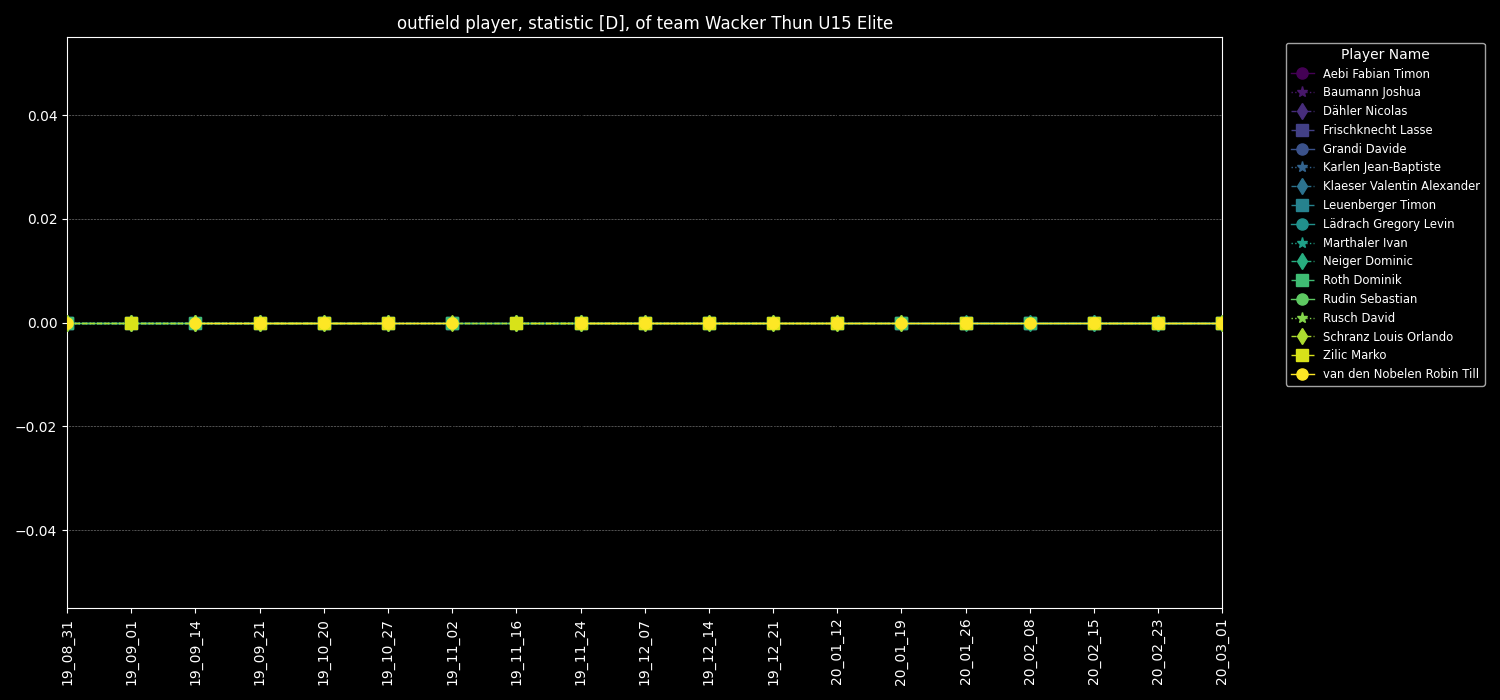 outfield player, statistic [D], of team Wacker Thun U15 Elite
0.04
0.02
0.00
−0.02
−0.04
19_08_31
19_09_01
19_09_14
19_09_21
19_10_20
19_10_27
19_11_02
19_11_16
19_11_24
19_12_07
19_12_14
19_12_21
20_01_12
20_01_19
20_01_26
20_02_08
20_02_15
20_02_23
20_03_01
Player Name
Aebi Fabian Timon
Baumann Joshua
Dähler Nicolas
Frischknecht Lasse
Grandi Davide
Karlen Jean-Baptiste
Klaeser Valentin Alexander
Leuenberger Timon
Lädrach Gregory Levin
Marthaler Ivan
Neiger Dominic
Roth Dominik
Rudin Sebastian
Rusch David
Schranz Louis Orlando
Zilic Marko
van den Nobelen Robin Till